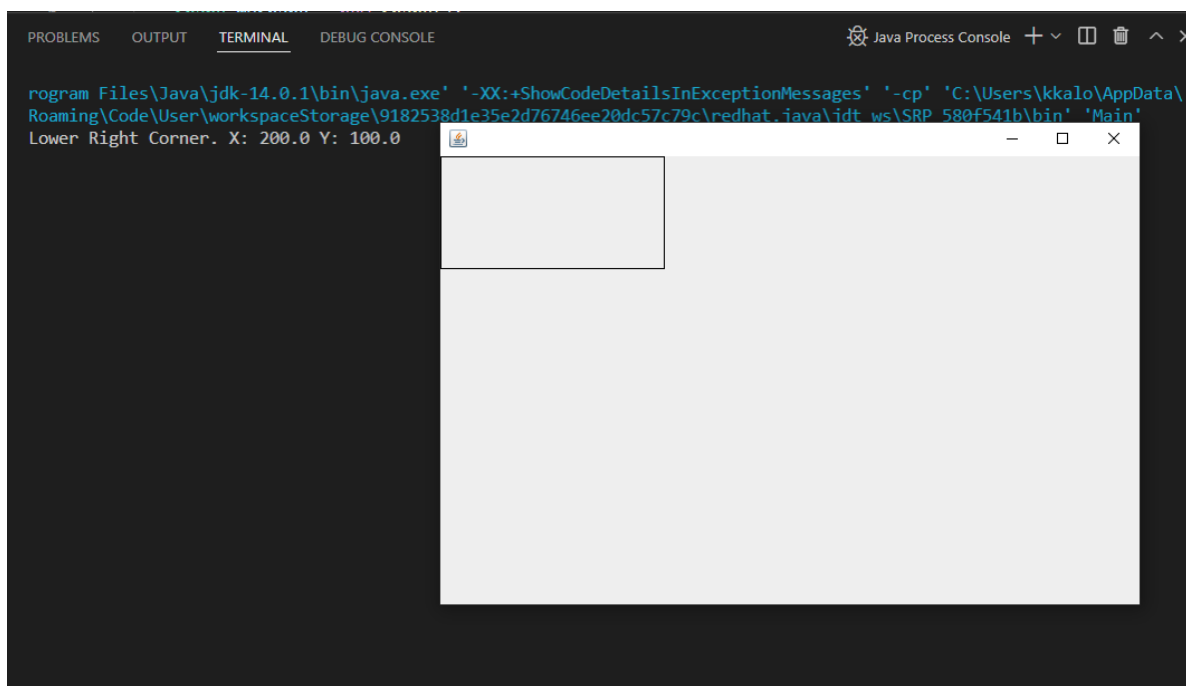 PROBLEMS OUTPUT TERMINAL DEBUG CONSOLE Java Process Console
rogram Files\Java\jdk-14.0.1\bin\java.exe' '-XX:+ShowCodeDetailsInExceptionMessages' '-cp' 'C:\Users\kkalo\AppData\
Roaming\Code\User\workspaceStorage\9182538d1e35e2d76746ee20dc57c79c\redhat.java\jdt_ws\SRP_580f541b\bin' 'Main'
Lower Right Corner. X: 200.0 Y: 100.0